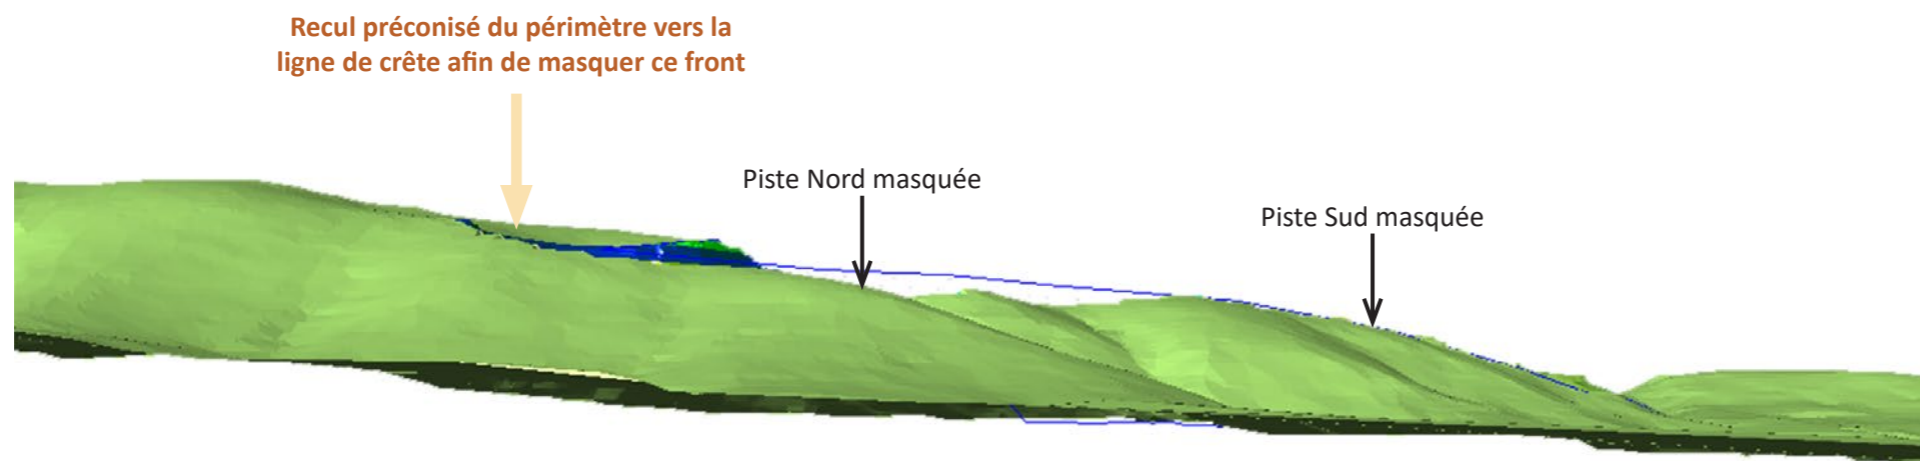 Recul préconisé du périmètre vers la
ligne de crête afin de masquer ce front
Piste Nord masquée
Piste Sud masquée